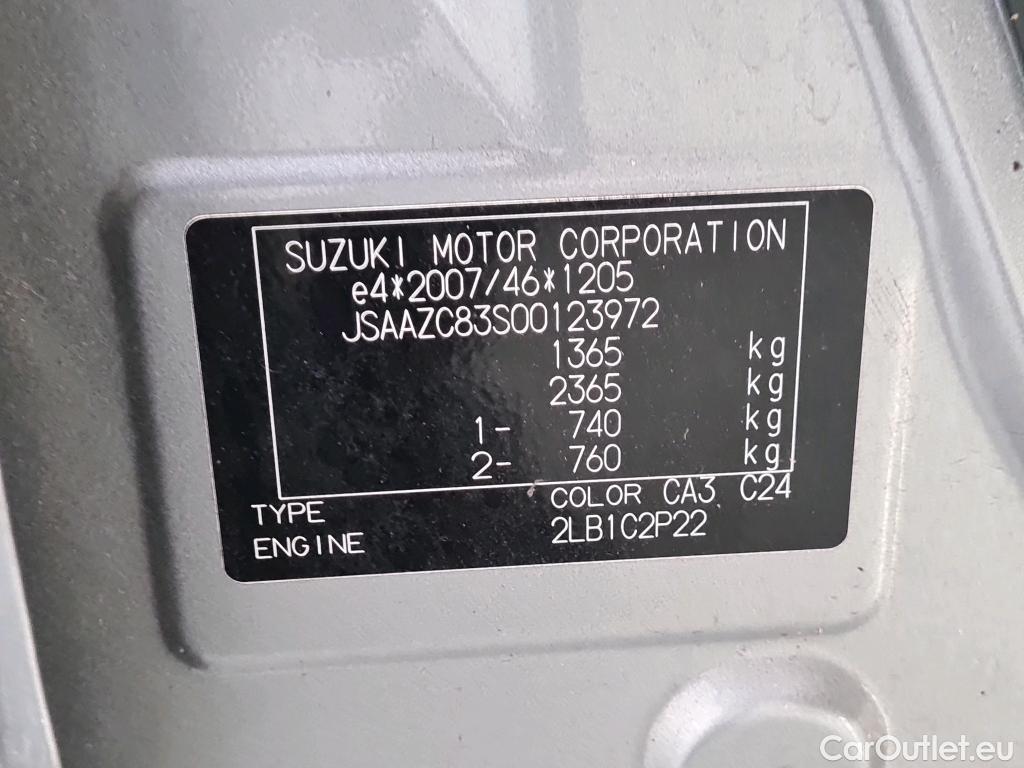 SUZUKI MOTOR CORPORATION
e4*2007/46*1205
JSAAZC83S00123972
1365 kg
2365 kg
1- 740 kg
2- 760 kg
TYPE COLOR CA3 C24
ENGINE 2LB1C2P22
CarOutlet.eu